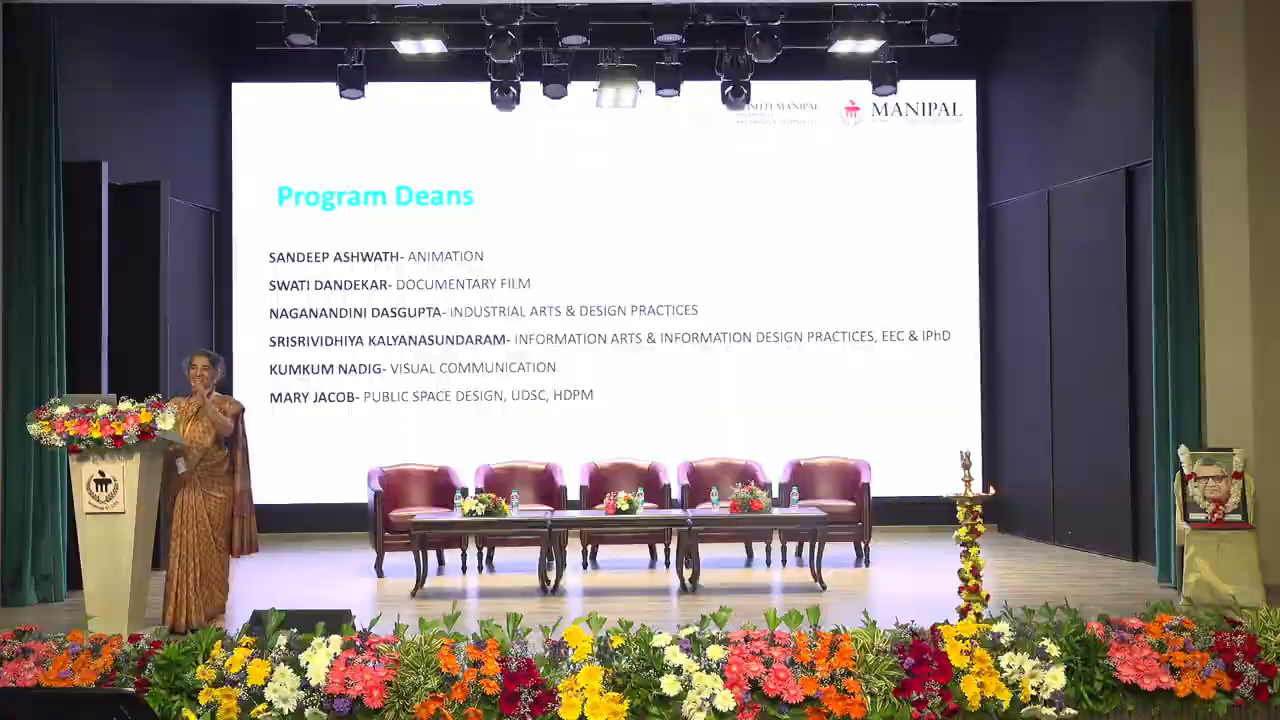 MANIPAL
Program Deans
SANDEEP ASHWATH- ANIMATION
SWATI DANDEKAR- DOCUMENTARY FILM
NAGANANDINI DASGUPTA- INDUSTRIAL ARTS & DESIGN PRACTICES
SRISRIVIDHIYA KALYANASUNDARAM- INFORMATION ARTS & INFORMATION DESIGN PRACTICES, EEC & IPhD
KUMKUM NADIG- VISUAL COMMUNICATION
MARY JACOB- PUBLIC SPACE DESIGN, UDSC, HDPM